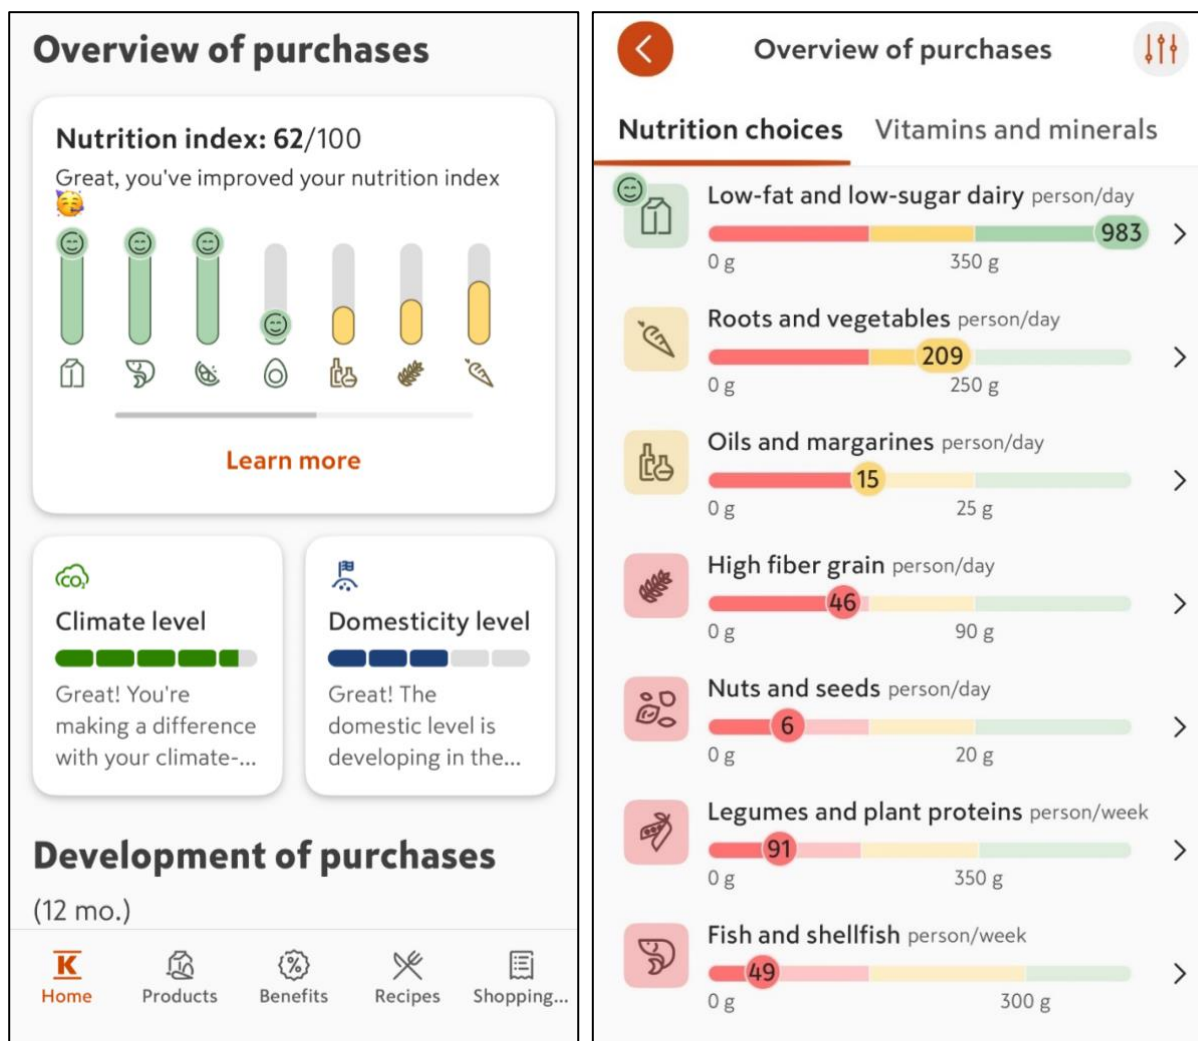 Overview of purchases
Nutrition index: 62/100
Great, you've improved your nutrition index
🥳
Learn more
CO₂
Climate level
Great! You're
making a difference
with your climate-...
Domesticity level
Great! The
domestic level is
developing in the...
Development of purchases
(12 mo.)
K
Home
Products
%
Benefits
Recipes
Shopping...
Overview of purchases
Nutrition choices
Vitamins and minerals
Low-fat and low-sugar dairy person/day
983
0 g 350 g
Roots and vegetables person/day
209
0 g 250 g
Oils and margarines person/day
15
0 g 25 g
High fiber grain person/day
46
0 g 90 g
Nuts and seeds person/day
6
0 g 20 g
Legumes and plant proteins person/week
91
0 g 350 g
Fish and shellfish person/week
49
0 g 300 g